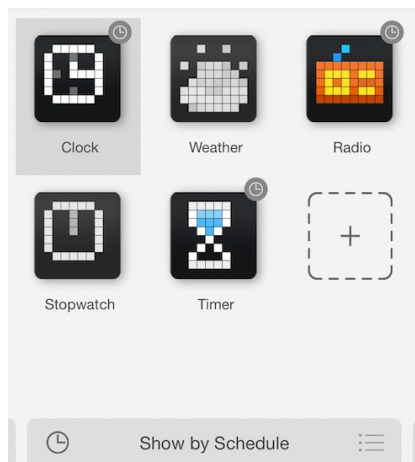 Clock
Weather
Radio
Stopwatch
Timer
Show by Schedule